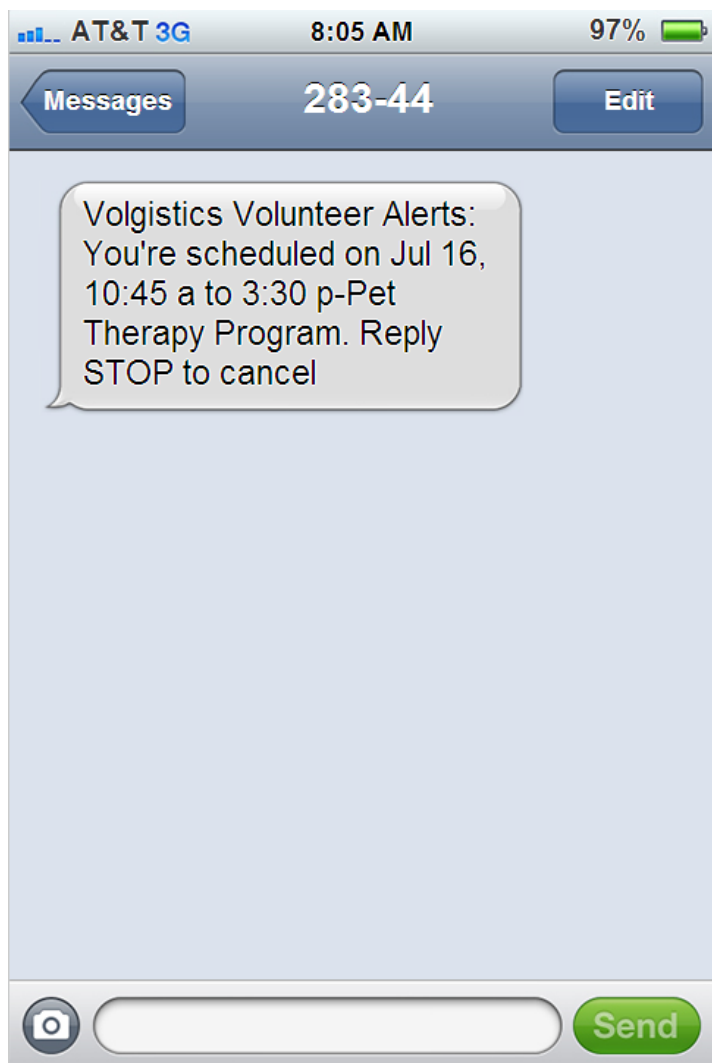 AT&T 3G 8:05 AM 97%
Messages 283-44 Edit
Volgistics Volunteer Alerts:
You're scheduled on Jul 16,
10:45 a to 3:30 p-Pet
Therapy Program. Reply
STOP to cancel
Send